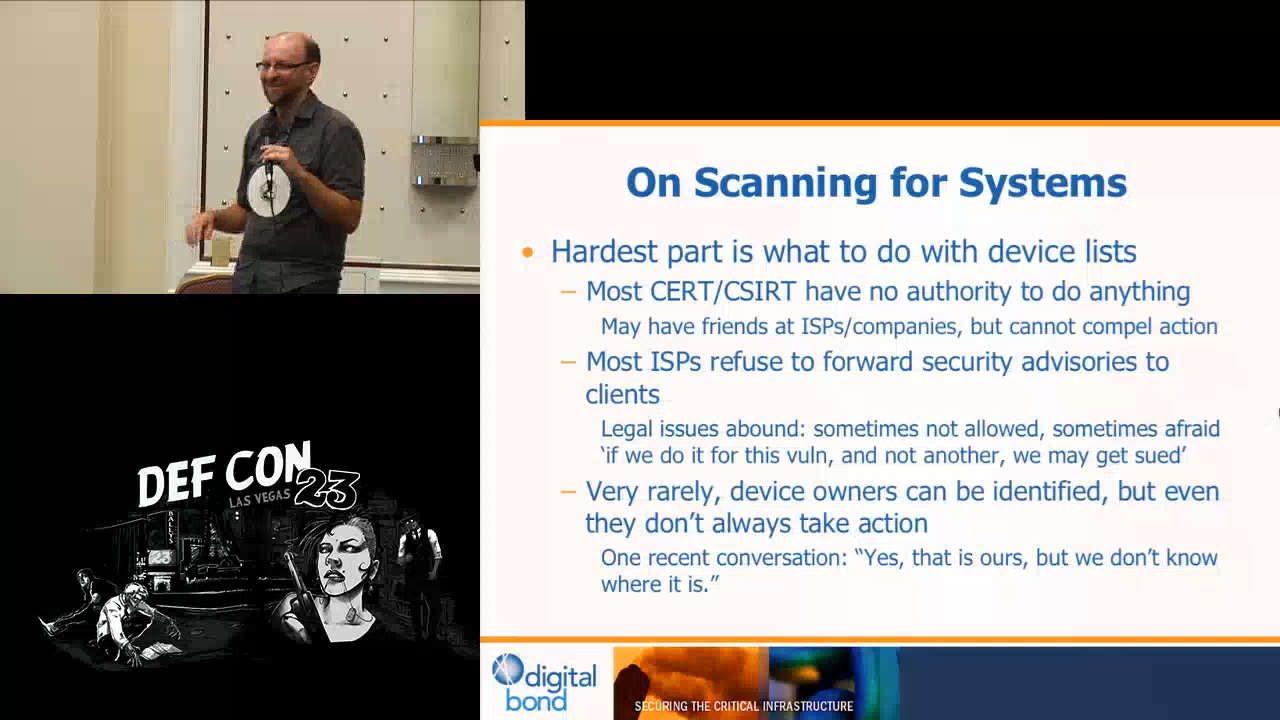 On Scanning for Systems
• Hardest part is what to do with device lists
– Most CERT/CSIRT have no authority to do anything
May have friends at ISPs/companies, but cannot compel action
– Most ISPs refuse to forward security advisories to
clients
Legal issues abound: sometimes not allowed, sometimes afraid
‘if we do it for this vuln, and not another, we may get sued’
– Very rarely, device owners can be identified, but even
they don’t always take action
One recent conversation: “Yes, that is ours, but we don’t know
where it is.”
DEF CON
LAS VEGAS 23
BALLYS
digital
bond
SECURING THE CRITICAL INFRASTRUCTURE